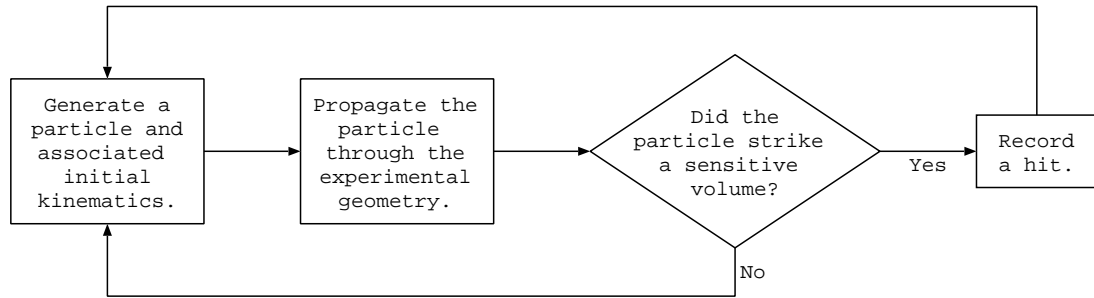 Generate a
particle and
associated
initial
kinematics.
Propagate the
particle
through the
experimental
geometry.
Did the
particle strike
a sensitive
volume?
Yes
No
Record
a hit.